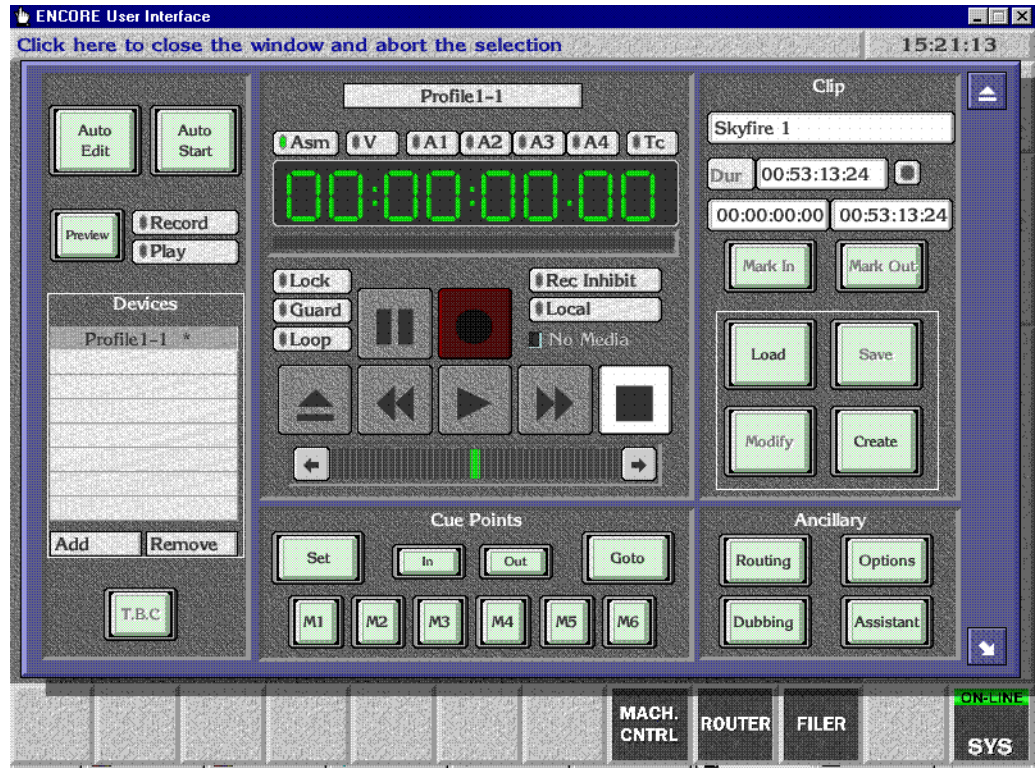 ENCORE User Interface
Click here to close the window and abort the selection
15:21:13
Auto Edit
Auto Start
Preview
Record
Play
Devices
Profile1-1 *
Add
Remove
T.B.C
Profile1-1
Asm
V
A1
A2
A3
A4
Tc
00:00:00.00
Lock
Guard
Loop
Rec Inhibit
Local
No Media
Cue Points
Set
In
Out
Goto
M1
M2
M3
M4
M5
M6
Clip
Skyfire 1
Dur
00:53:13:24
00:00:00:00
00:53:13:24
Mark In
Mark Out
Load
Save
Modify
Create
Ancillary
Routing
Options
Dubbing
Assistant
MACH. CNTRL
ROUTER
FILER
ON-LINE
SYS